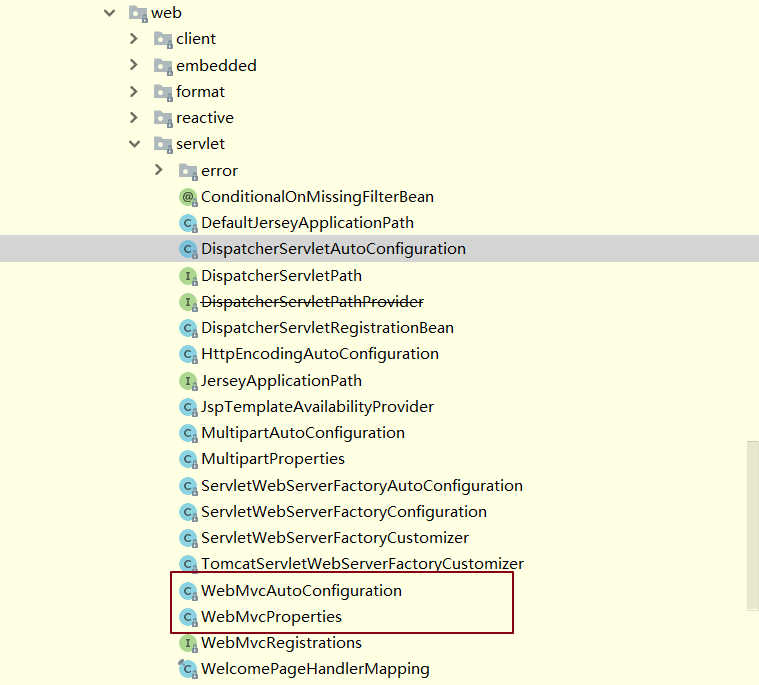 web
client
embedded
format
reactive
servlet
error
ConditionalOnMissingFilterBean
DefaultJerseyApplicationPath
DispatcherServletAutoConfiguration
DispatcherServletPath
DispatcherServletPathProvider
DispatcherServletRegistrationBean
HttpEncodingAutoConfiguration
JerseyApplicationPath
JspTemplateAvailabilityProvider
MultipartAutoConfiguration
MultipartProperties
ServletWebServerFactoryAutoConfiguration
ServletWebServerFactoryConfiguration
ServletWebServerFactoryCustomizer
TomcatServletWebServerFactoryCustomizer
WebMvcAutoConfiguration
WebMvcProperties
WebMvcRegistrations
WelcomePageHandlerMapping